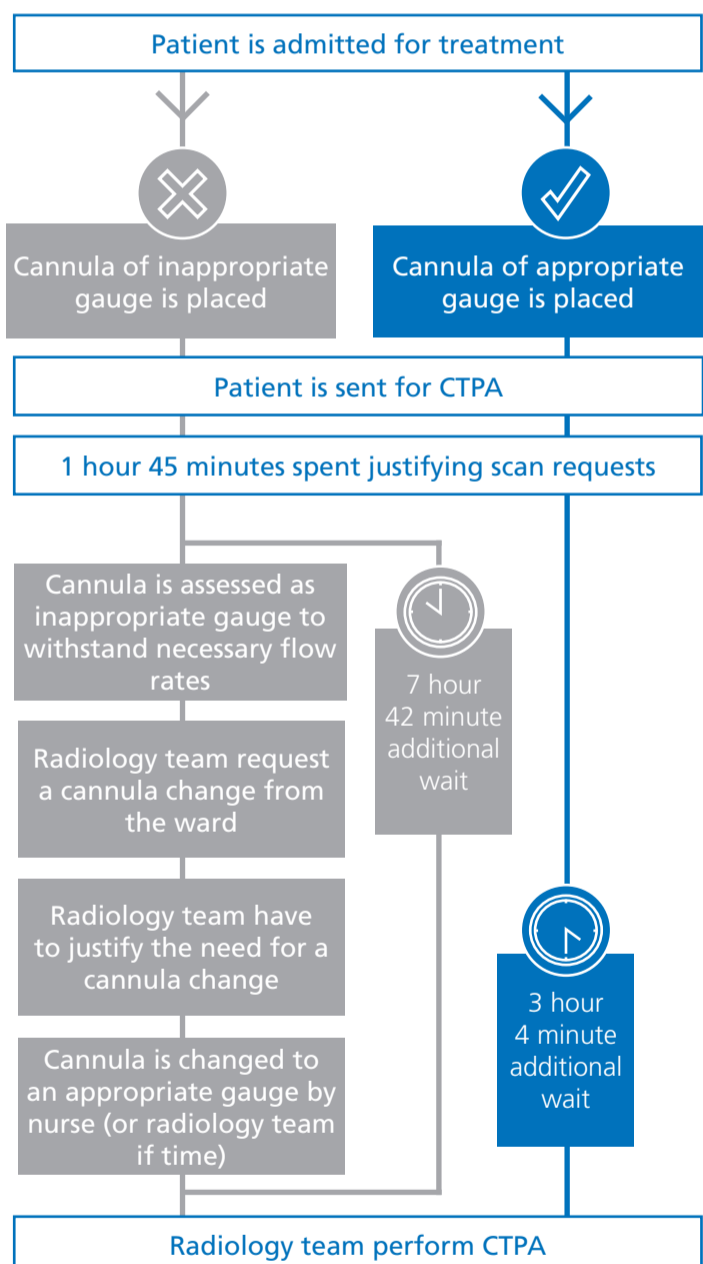 Patient is admitted for treatment
Cannula of inappropriate
gauge is placed
Cannula of appropriate
gauge is placed
Patient is sent for CTPA
1 hour 45 minutes spent justifying scan requests
Cannula is assessed as
inappropriate gauge to
withstand necessary flow
rates
7 hour
42 minute
additional
wait
Radiology team request
a cannula change from
the ward
Radiology team have
to justify the need for a
cannula change
3 hour
4 minute
additional
wait
Cannula is changed to
an appropriate gauge by
nurse (or radiology team
if time)
Radiology team perform CTPA